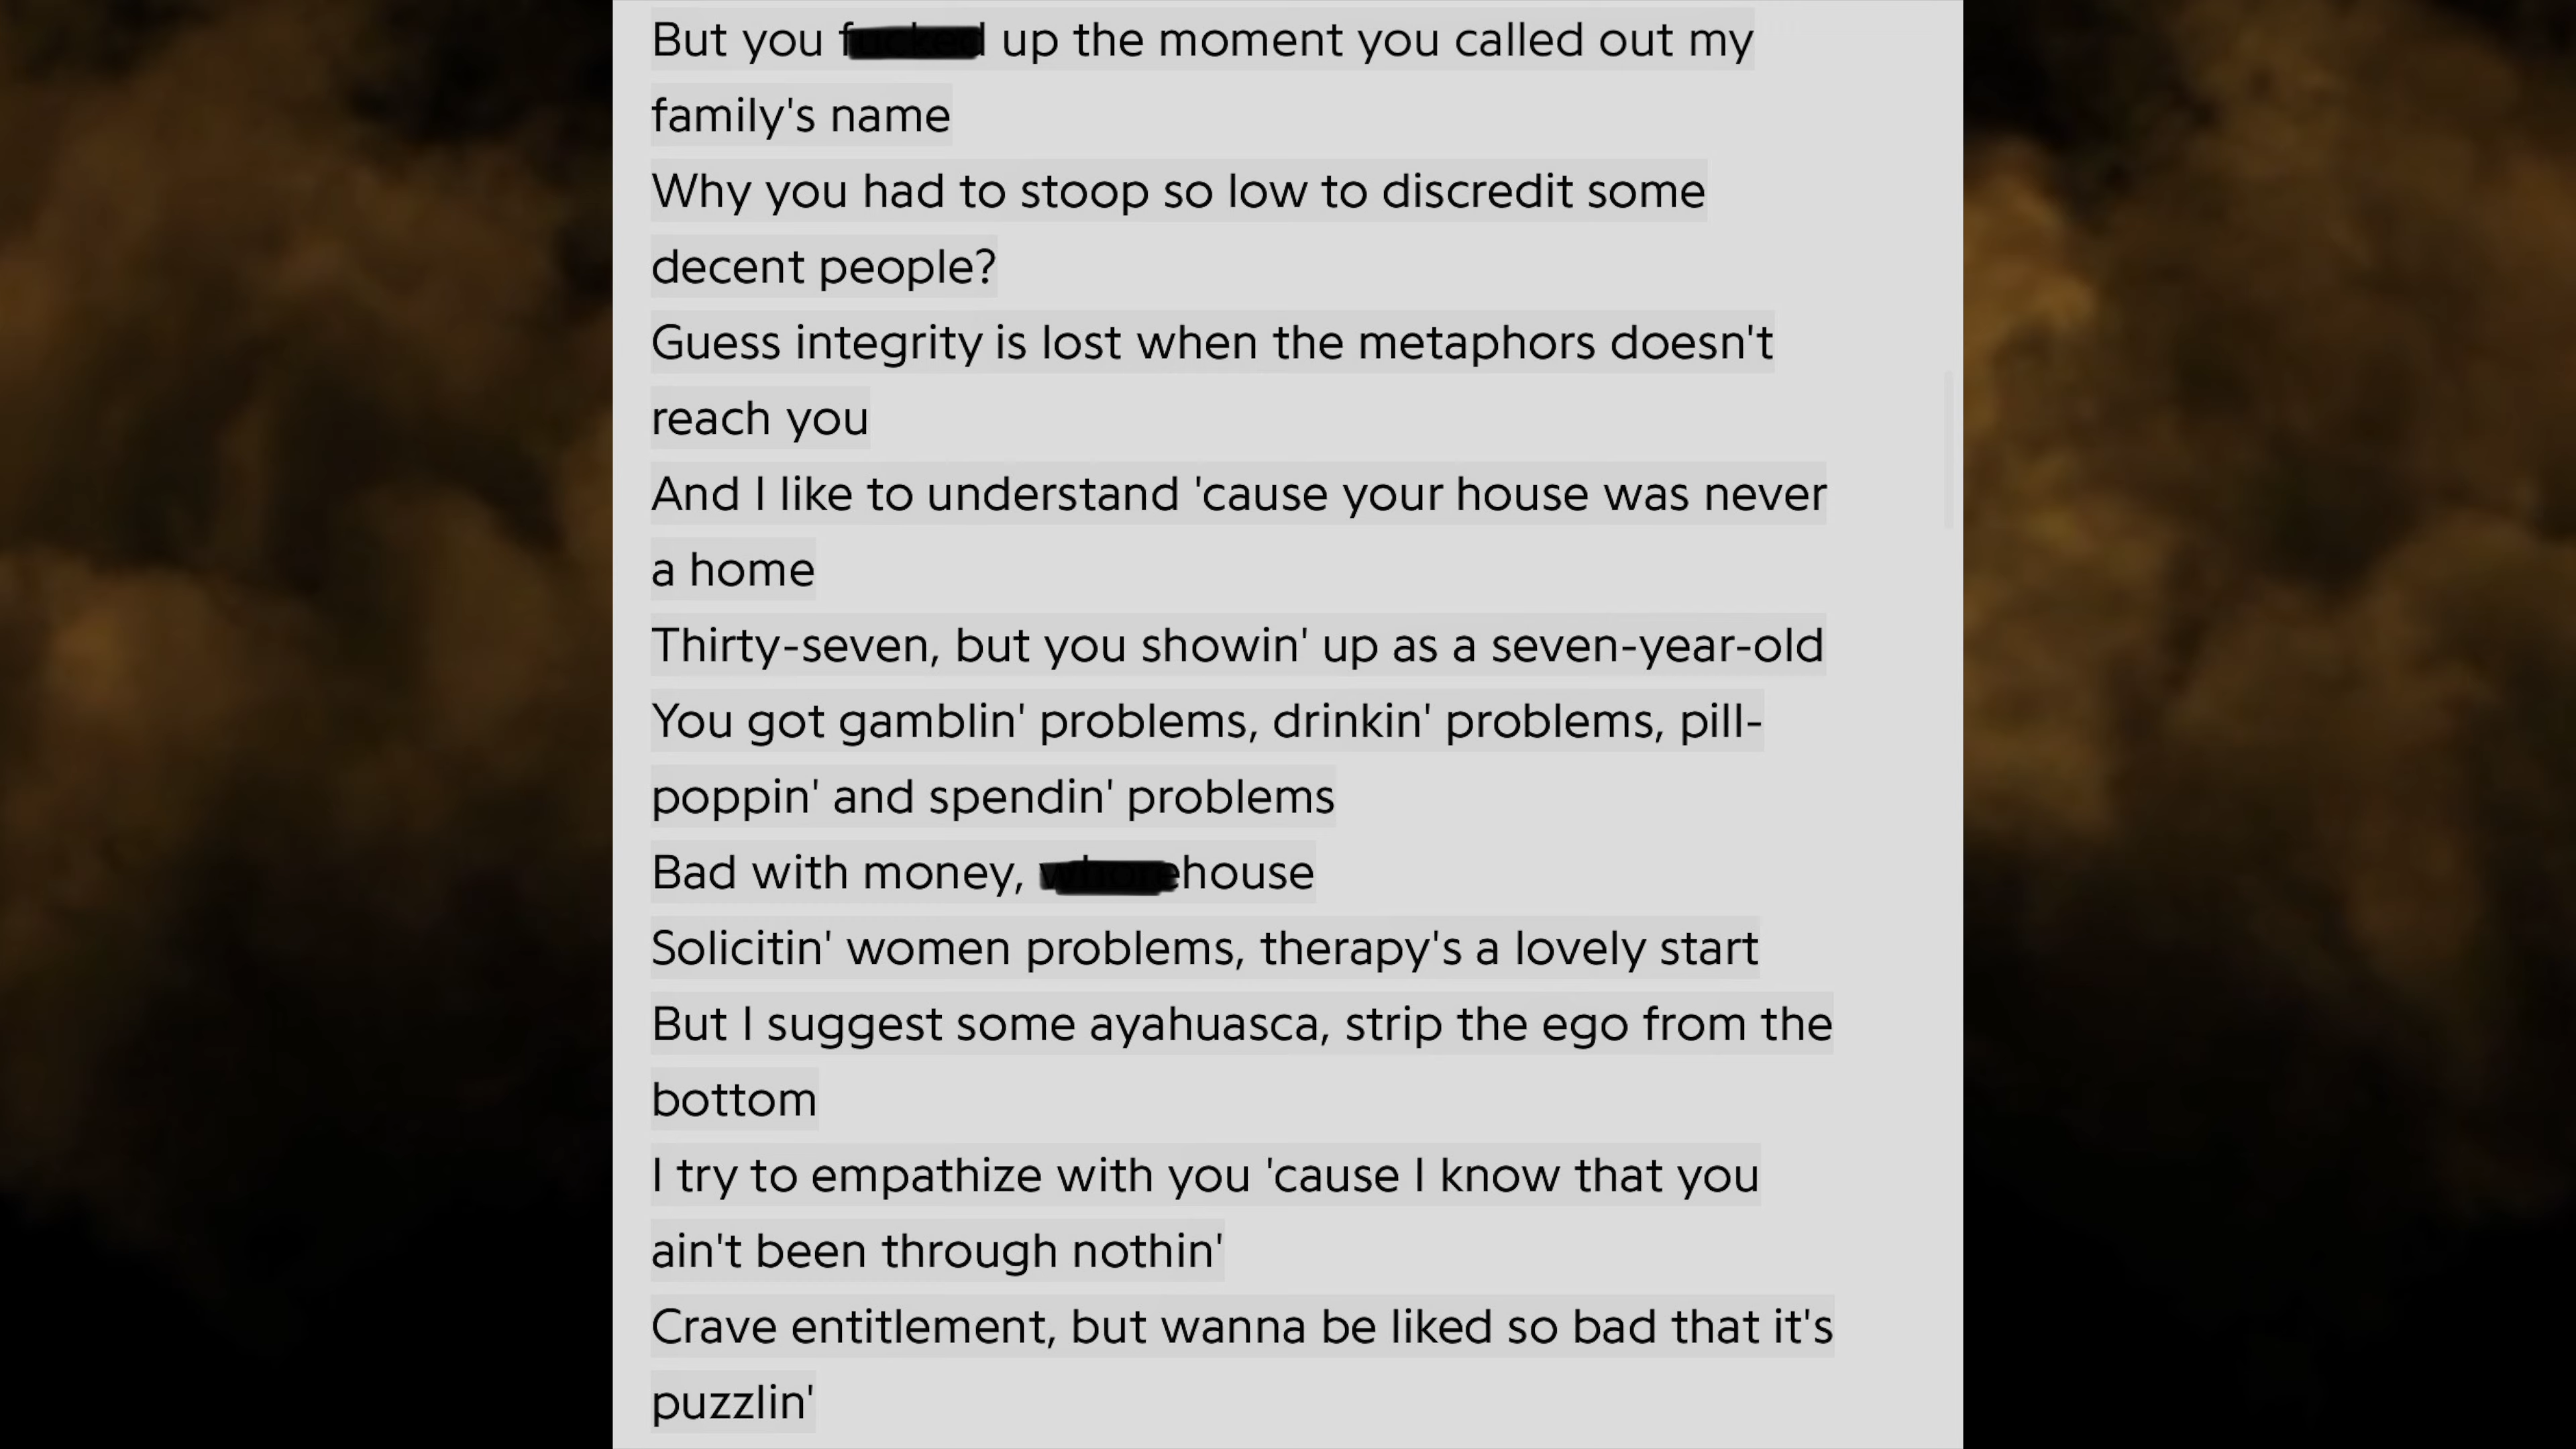 But you fucked up the moment you called out my
family's name
Why you had to stoop so low to discredit some
decent people?
Guess integrity is lost when the metaphors doesn't
reach you
And I like to understand 'cause your house was never
a home
Thirty-seven, but you showin' up as a seven-year-old
You got gamblin' problems, drinkin' problems, pill-
poppin' and spendin' problems
Bad with money, whorehouse
Solicitin' women problems, therapy's a lovely start
But I suggest some ayahuasca, strip the ego from the
bottom
I try to empathize with you 'cause I know that you
ain't been through nothin'
Crave entitlement, but wanna be liked so bad that it's
puzzlin'